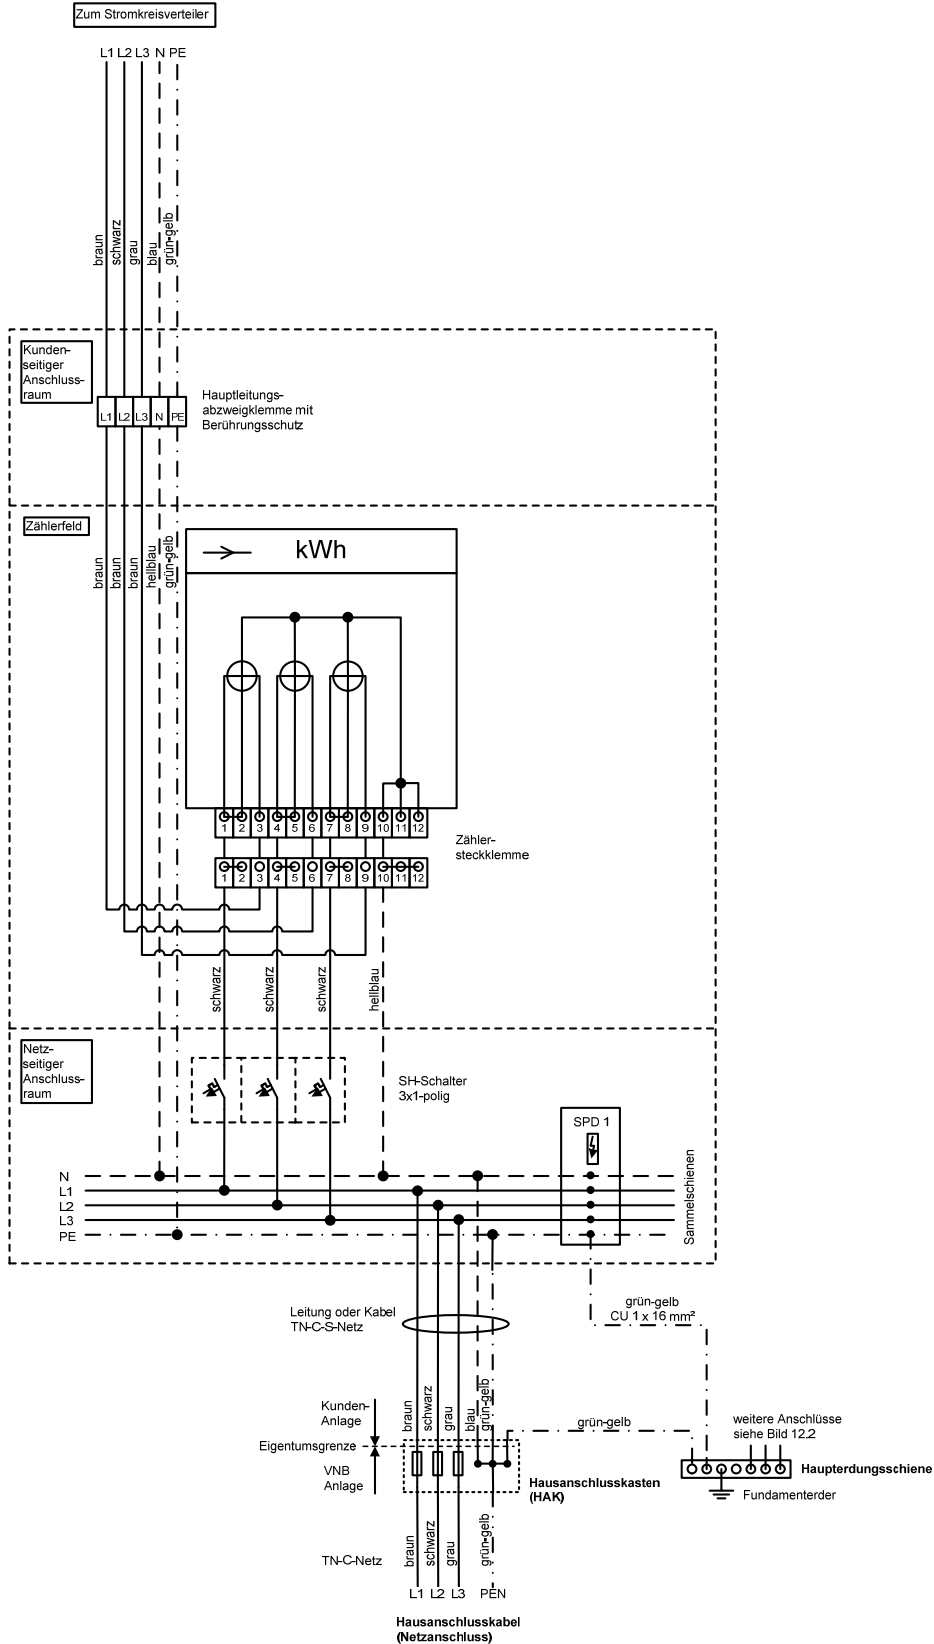 Zum Stromkreisverteiler
L1 L2 L3 N PE
braun
schwarz
grau
blau
grün-gelb
Kunden-
seitiger
Anschluss-
raum
L1 L2 L3 N PE
Hauptleitungs-
abzweigklemme mit
Berührungsschutz
Zählerfeld
braun
braun
braun
hellblau
grün-gelb
kWh
1 2 3 4 5 6 7 8 9 10 11 12
Zähler-
steckklemme
1 2 3 4 5 6 7 8 9 10 11 12
schwarz
schwarz
schwarz
hellblau
Netz-
seitiger
Anschluss-
raum
SH-Schalter
3x1-polig
SPD 1
N
L1
L2
L3
PE
Sammelschienen
Leitung oder Kabel
TN-C-S-Netz
grün-gelb
CU 1 x 16 mm²
braun
schwarz
grau
blau
grün-gelb
Kunden-
Anlage
Eigentumsgrenze
VNB
Anlage
grün-gelb
weitere Anschlüsse
siehe Bild 12.2
Haupterdungsschiene
Fundamenterder
Hausanschlusskasten
(HAK)
TN-C-Netz
braun
schwarz
grau
grün-gelb
L1 L2 L3 PEN
Hausanschlusskabel
(Netzanschluss)